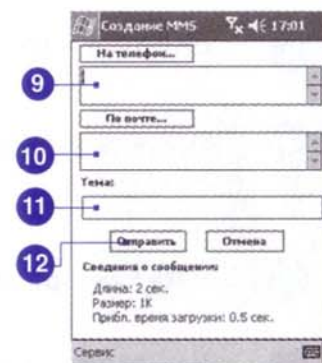 Создание MMS 17:01
На телефон...
9
По почте...
10
Тема:
11
12 Отправить Отмена
Сведения о сообщении:
Длина: 2 сек.
Размер: 1К
Прибл. время загрузки: 0.5 сек.
Сервис